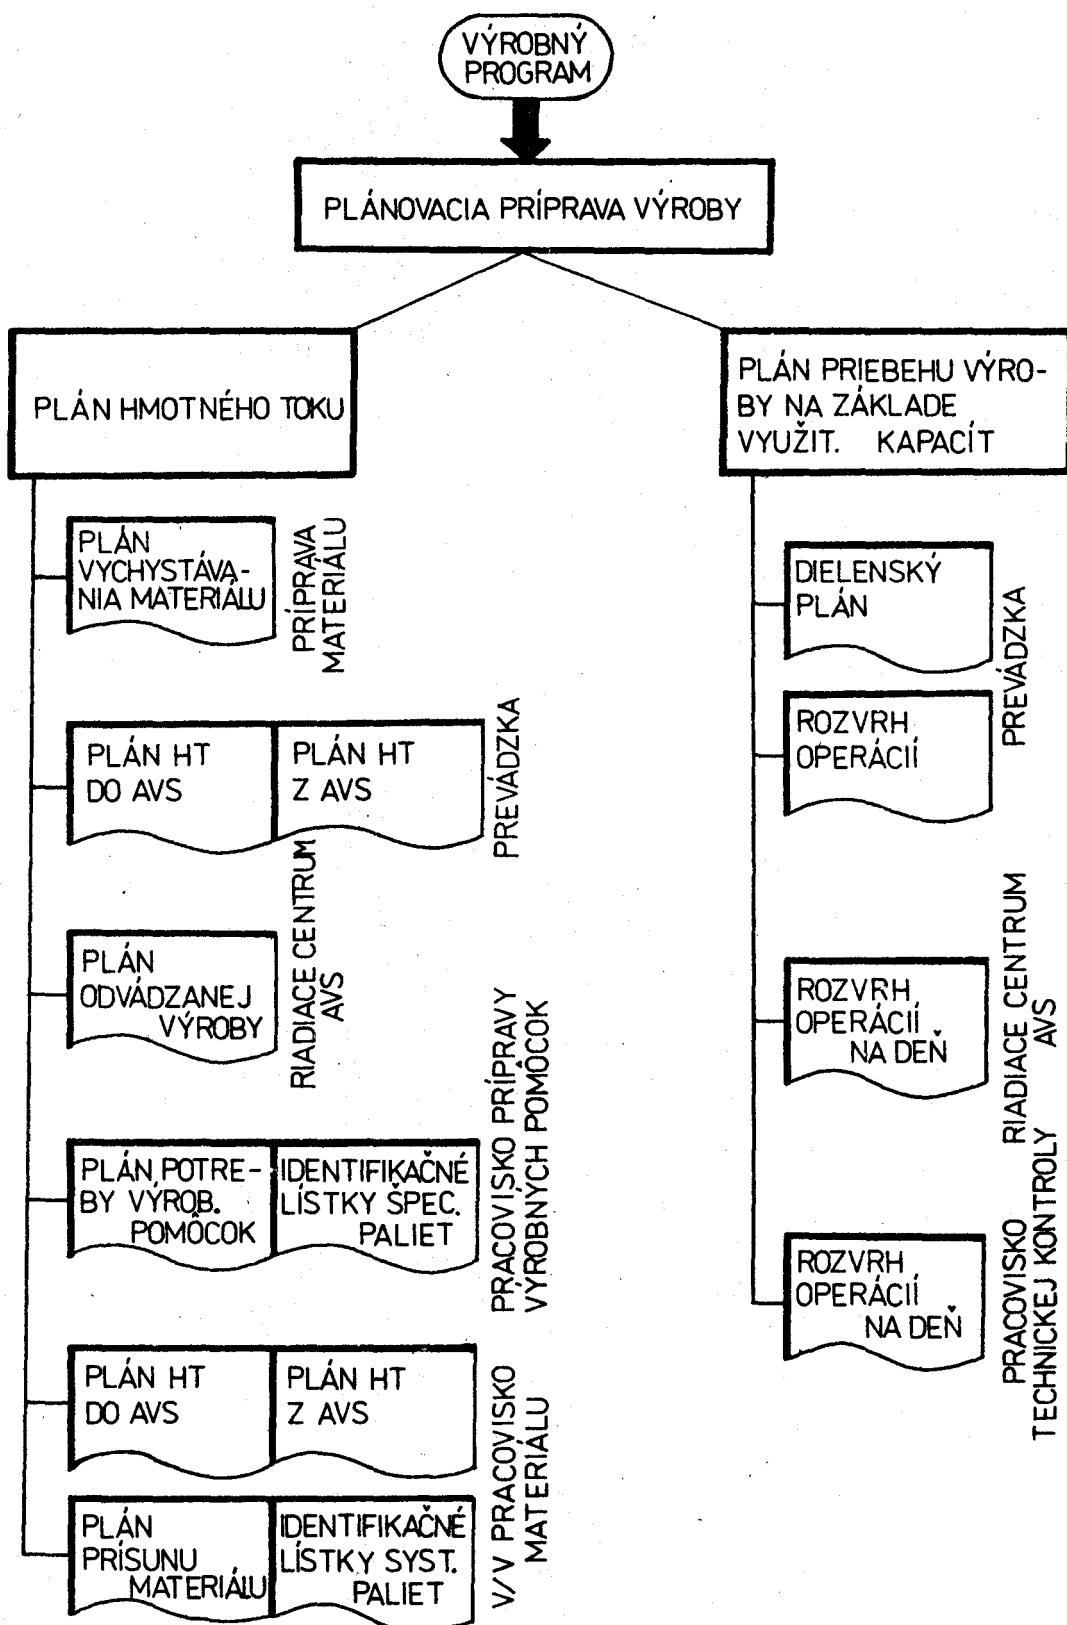 VÝROBNÝ
PROGRAM
PLÁNOVACIA PRÍPRAVA VÝROBY
PLÁN HMOTNÉHO TOKU
PLÁN
VYCHYSTÁVA-
NIA MATERIÁLU
PRÍPRAVA
MATERIÁLU
PLÁN HT
DO AVS
PLÁN HT
Z AVS
PREVÁDZKA
PLÁN
ODVÁDZANEJ
VÝROBY
RIADIACE CENTRUM
AVS
PLÁN POTRE-
BY VÝROB.
POMÔCOK
IDENTIFIKAČNÉ
LÍSTKY ŠPEC.
PALIET
PRACOVISKO PRÍPRAVY
VÝROBNÝCH POMÔCOK
PLÁN HT
DO AVS
PLÁN HT
Z AVS
PLÁN
PRÍSUNU
MATERIÁLU
IDENTIFIKAČNÉ
LÍSTKY SYST.
PALIET
V/V PRACOVISKO
MATERIÁLU
PLÁN PRIEBEHU VÝRO-
BY NA ZÁKLADE
VYUŽIT. KAPACÍT
DIELENSKÝ
PLÁN
ROZVRH
OPERÁCIÍ
PREVÁDZKA
ROZVRH
OPERÁCIÍ
NA DEŇ
RIADIACE CENTRUM
AVS
ROZVRH
OPERÁCIÍ
NA DEŇ
PRACOVISKO
TECHNICKEJ KONTROLY